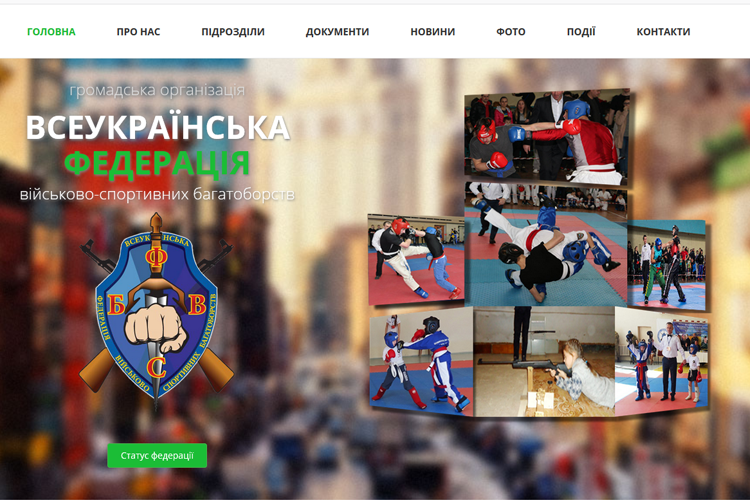 ГОЛОВНА ПРО НАС ПІДРОЗДІЛИ ДОКУМЕНТИ НОВИНИ ФОТО ПОДІЇ КОНТАКТИ
громадська організація
ВСЕУКРАЇНСЬКА
ФЕДЕРАЦІЯ
військово-спортивних багатоборств
ВСЕУКРАЇНСЬКА
ФЕДЕРАЦІЯ
ВІЙСЬКОВО СПОРТИВНИХ БАГАТОБОРСТВ
Ф
Б В
С
Статус федерації